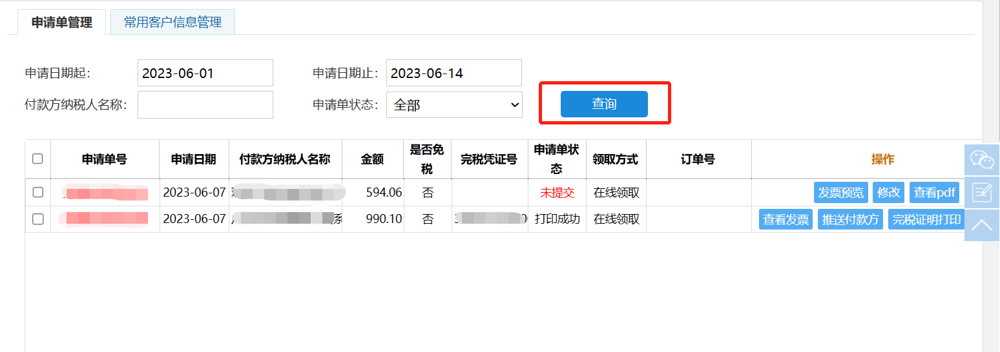 申请单管理 常用客户信息管理
申请日期起： 2023-06-01 申请日期止： 2023-06-14
付款方纳税人名称： 申请单状态： 全部 查询
申请单号 申请日期 付款方纳税人名称 金额 是否免税 完税凭证号 申请单状态 领取方式 订单号 操作
2023-06-07 594.06 否 未提交 在线领取 发票预览 修改 查看pdf
2023-06-07 990.10 否 打印成功 在线领取 查看发票 推送付款方 完税证明打印